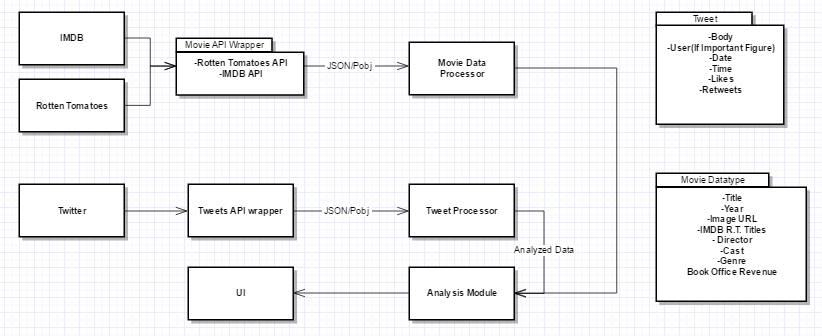 IMDB
Movie API Wrapper
-Rotten Tomatoes API
-IMDB API
JSON/Pobj
Movie Data
Processor
Rotten Tomatoes
Tweet
-Body
-User(If Important Figure)
-Date
-Time
-Likes
-Retweets
Twitter
Tweets API wrapper
JSON/Pobj
Tweet Processor
Analyzed Data
UI
Analysis Module
Movie Datatype
-Title
-Year
-Image URL
-IMDB R.T. Titles
- Director
-Cast
-Genre
Book Office Revenue